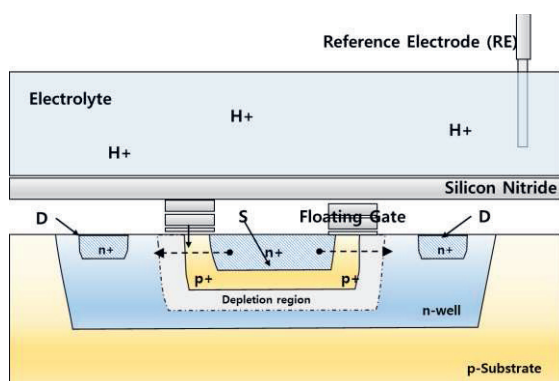 Reference Electrode (RE)
Electrolyte
H+
H+
H+
Silicon Nitride
D
S
Floating Gate
D
n+
n+
n+
p+
p+
Depletion region
n-well
p-Substrate